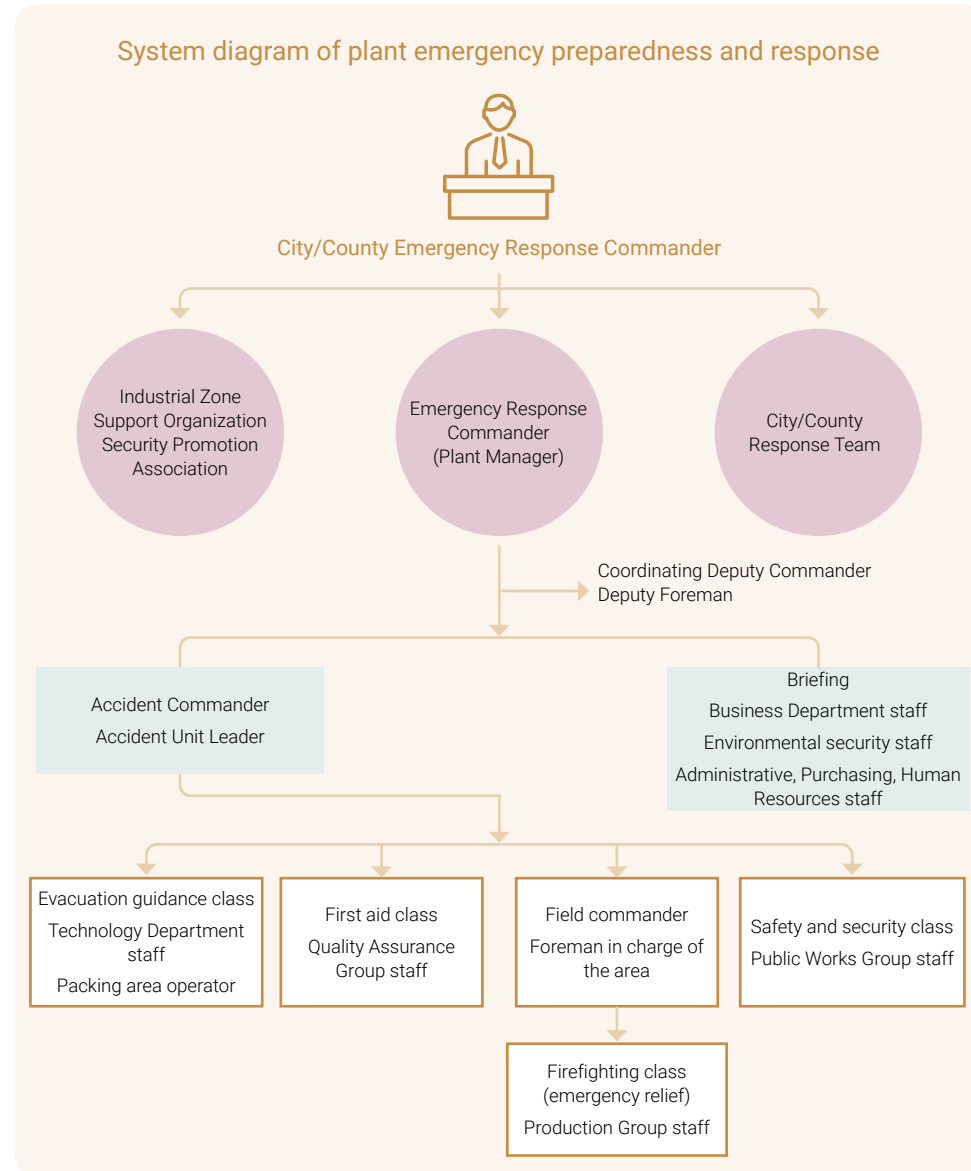 System diagram of plant emergency preparedness and response
City/County Emergency Response Commander
Industrial Zone
Support Organization
Security Promotion
Association
Emergency Response
Commander
(Plant Manager)
City/County
Response Team
Coordinating Deputy Commander
Deputy Foreman
Accident Commander
Accident Unit Leader
Briefing
Business Department staff
Environmental security staff
Administrative, Purchasing, Human
Resources staff
Evacuation guidance class
Technology Department
staff
Packing area operator
First aid class
Quality Assurance
Group staff
Field commander
Foreman in charge of
the area
Safety and security class
Public Works Group staff
Firefighting class
(emergency relief)
Production Group staff